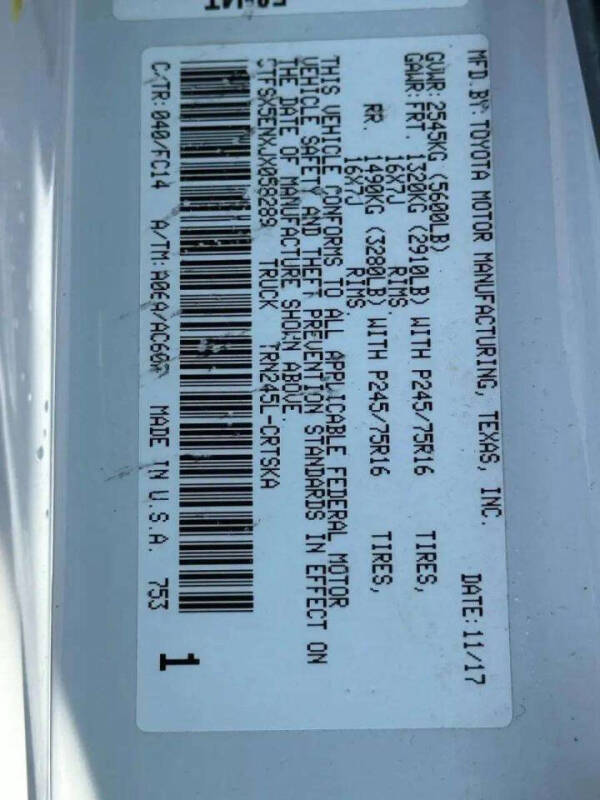 MFD. BY: TOYOTA MOTOR MANUFACTURING, TEXAS, INC. DATE: 11/17
GVWR: 2545KG (5600LB)
GAWR: FRT. 1320KG (2910LB) WITH P245/75R16 TIRES,
16X7J RIMS,
RR. 1490KG (3280LB) WITH P245/75R16 TIRES,
16X7J RIMS
THIS VEHICLE CONFORMS TO ALL APPLICABLE FEDERAL MOTOR
VEHICLE SAFETY AND THEFT PREVENTION STANDARDS IN EFFECT ON
THE DATE OF MANUFACTURE SHOWN ABOVE.
TRUCK TRN245L-CRTSKA
C/TR: 040/FC14 A/TM: MADE IN U.S.A. 753
1